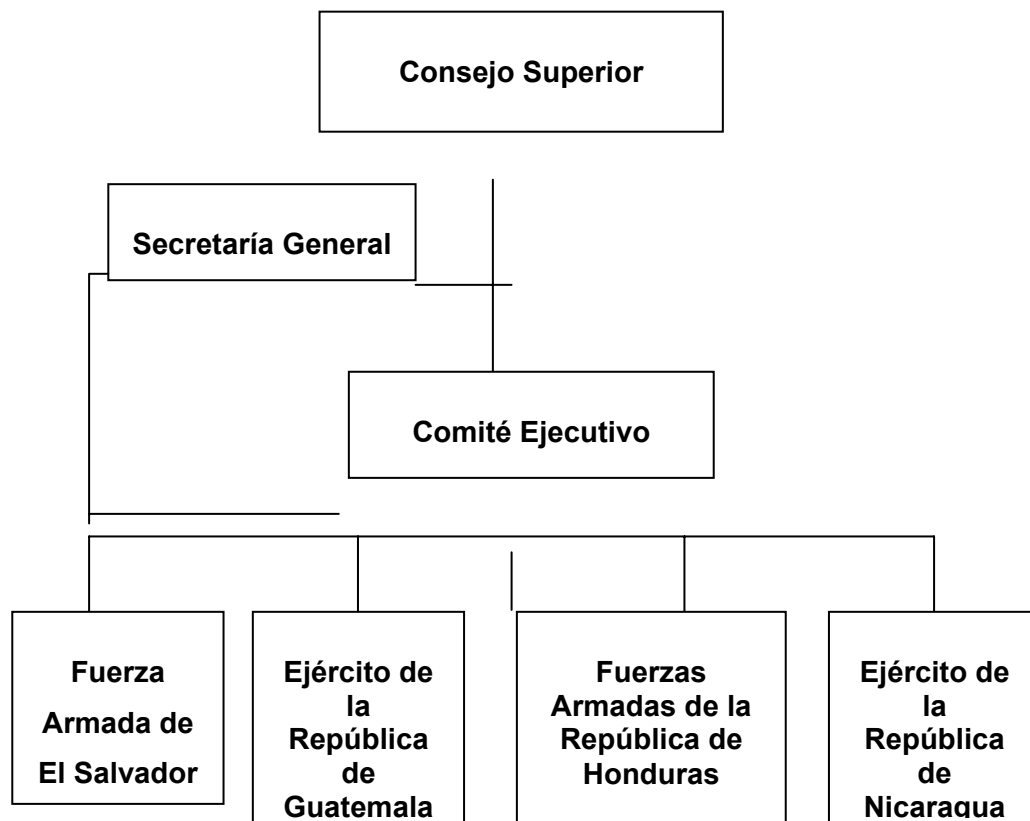 Consejo Superior
Secretaría General
Comité Ejecutivo
Fuerza
Armada de
El Salvador
Ejército de
la
República
de
Guatemala
Fuerzas
Armadas de la
República de
Honduras
Ejército de
la
República
de
Nicaragua